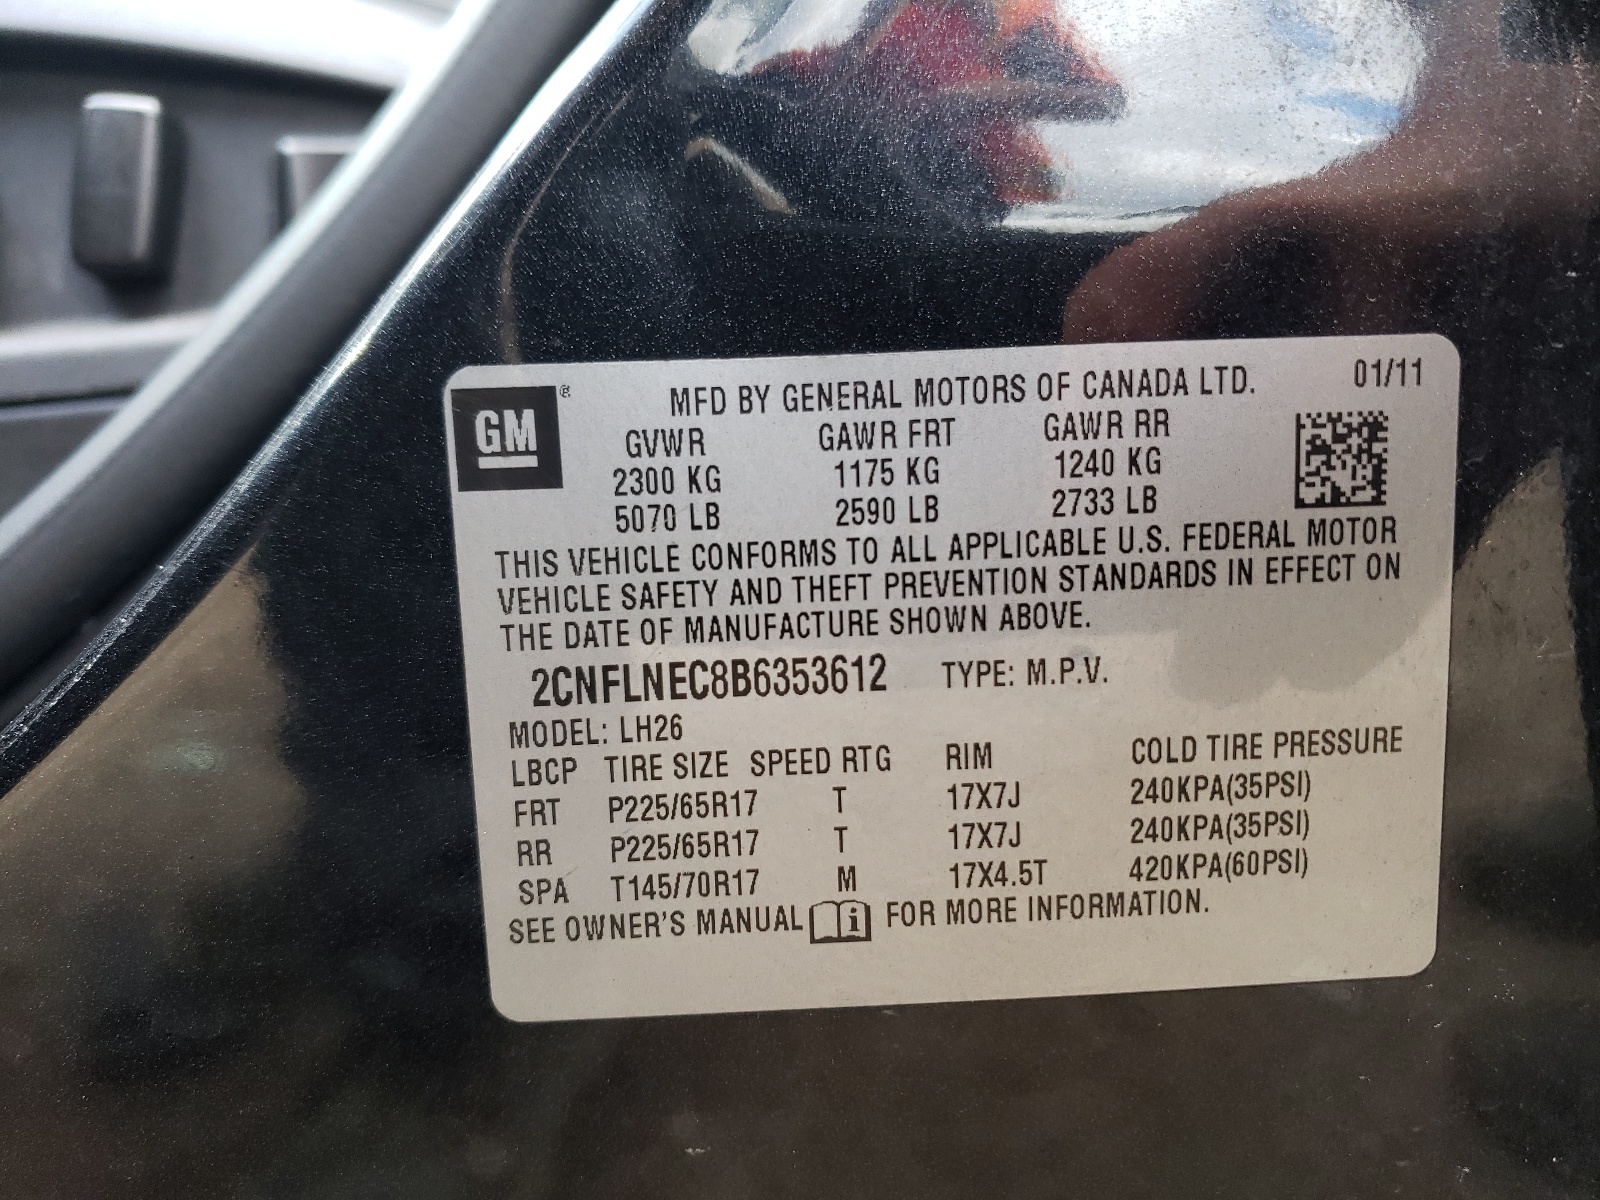 GM ®
MFD BY GENERAL MOTORS OF CANADA LTD. 01/11
GVWR GAWR FRT GAWR RR
2300 KG 1175 KG 1240 KG
5070 LB 2590 LB 2733 LB
THIS VEHICLE CONFORMS TO ALL APPLICABLE U.S. FEDERAL MOTOR
VEHICLE SAFETY AND THEFT PREVENTION STANDARDS IN EFFECT ON
THE DATE OF MANUFACTURE SHOWN ABOVE.
2CNFLNEC8B6353612 TYPE: M.P.V.
MODEL: LH26
LBCP TIRE SIZE SPEED RTG RIM COLD TIRE PRESSURE
FRT P225/65R17 T 17X7J 240KPA(35PSI)
RR P225/65R17 T 17X7J 240KPA(35PSI)
SPA T145/70R17 M 17X4.5T 420KPA(60PSI)
SEE OWNER'S MANUAL i FOR MORE INFORMATION.